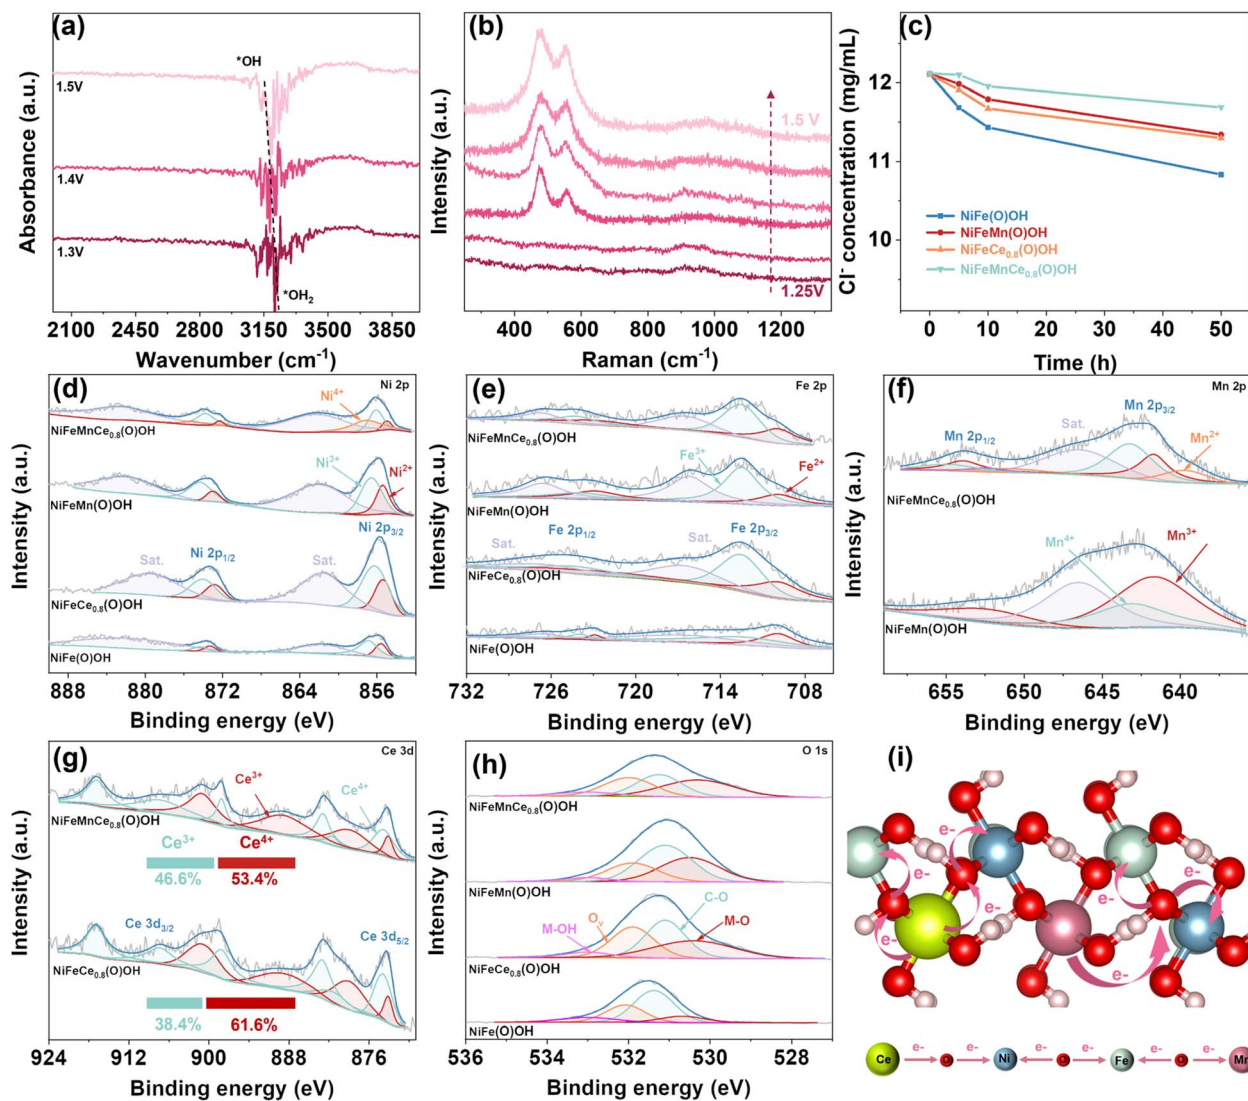 (a)
Absorbance (a.u.)
*OH
1.5V
1.4V
1.3V
*OH₂
2100 2450 2800 3150 3500 3850
Wavenumber (cm⁻¹)
(b)
Intensity (a.u.)
1.5 V
1.25V
400 600 800 1000 1200
Raman (cm⁻¹)
(c)
Cl⁻ concentration (mg/mL)
12
11
10
NiFe(O)OH
NiFeMn(O)OH
NiFeCe₀.₈(O)OH
NiFeMnCe₀.₈(O)OH
0 10 20 30 40 50
Time (h)
(d)
Ni 2p
Intensity (a.u.)
Ni⁴⁺
NiFeMnCe₀.₈(O)OH
Ni³⁺
Ni²⁺
NiFeMn(O)OH
Ni 2p₃/₂
Sat.
Ni 2p₁/₂
Sat.
NiFeCe₀.₈(O)OH
NiFe(O)OH
888 880 872 864 856
Binding energy (eV)
(e)
Fe 2p
Intensity (a.u.)
NiFeMnCe₀.₈(O)OH
Fe³⁺
Fe²⁺
NiFeMn(O)OH
Sat.
Fe 2p₁/₂
Sat.
Fe 2p₃/₂
NiFeCe₀.₈(O)OH
NiFe(O)OH
732 726 720 714 708
Binding energy (eV)
(f)
Mn 2p
Intensity (a.u.)
Mn 2p₃/₂
Sat.
Mn 2p₁/₂
Mn²⁺
NiFeMnCe₀.₈(O)OH
Mn⁴⁺
Mn³⁺
NiFeMn(O)OH
655 650 645 640
Binding energy (eV)
(g)
Ce 3d
Intensity (a.u.)
Ce³⁺
Ce⁴⁺
NiFeMnCe₀.₈(O)OH
Ce³⁺ Ce⁴⁺
46.6% 53.4%
Ce 3d₃/₂
Ce 3d₅/₂
NiFeCe₀.₈(O)OH
38.4% 61.6%
924 912 900 888 876
Binding energy (eV)
(h)
O 1s
Intensity (a.u.)
NiFeMnCe₀.₈(O)OH
NiFeMn(O)OH
C-O
Oᵥ
M-OH
M-O
NiFeCe₀.₈(O)OH
NiFe(O)OH
536 534 532 530 528
Binding energy (eV)
(i)
e-
e-
e-
e-
e-
e-
e-
e-
Ce e- O e- Ni e- O e- Fe e- O e- Mn